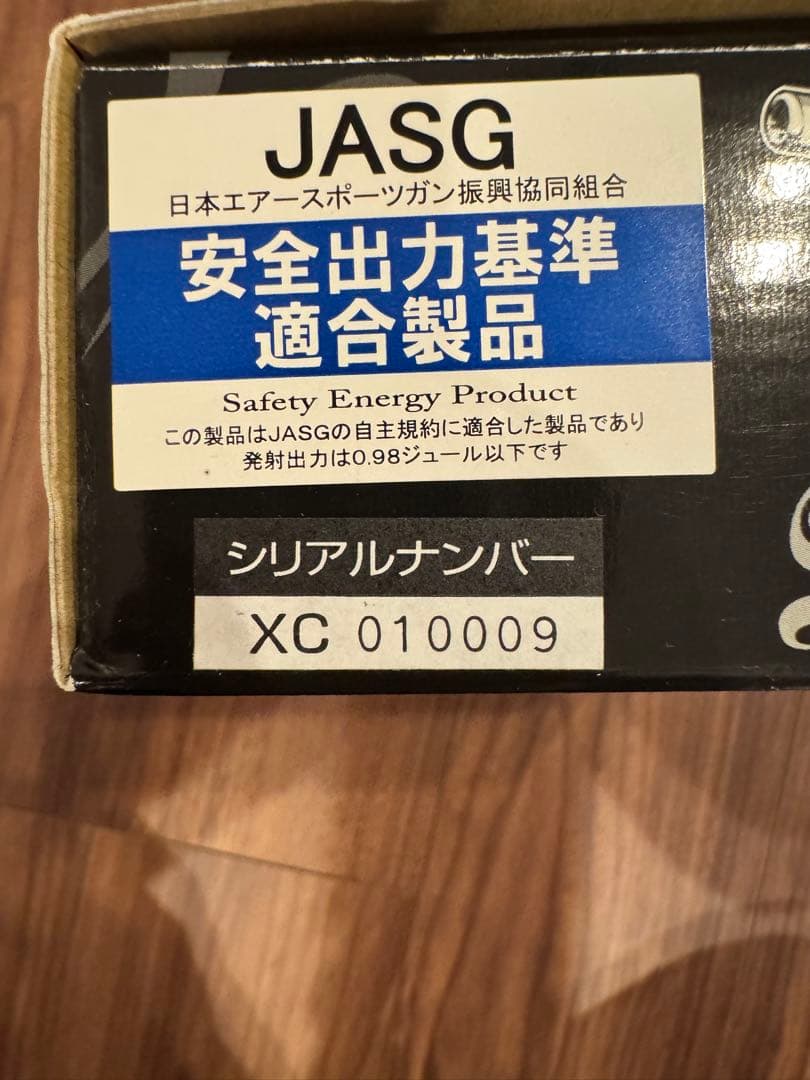 JASG
日本エアースポーツガン振興協同組合
安全出力基準
適合製品
Safety Energy Product
この製品はJASGの自主規約に適合した製品であり
発射出力は0.98ジュール以下です
シリアルナンバー
XC 010009